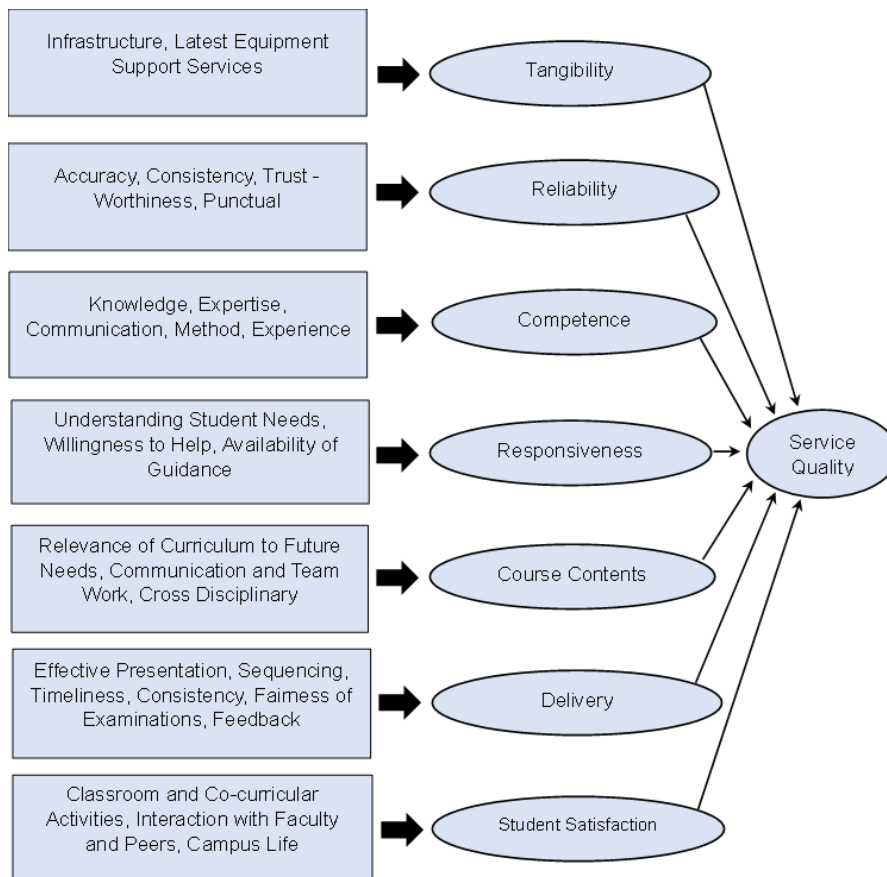 Infrastructure, Latest Equipment
Support Services
Tangibility
Accuracy, Consistency, Trust -
Worthiness, Punctual
Reliability
Knowledge, Expertise,
Communication, Method, Experience
Competence
Understanding Student Needs,
Willingness to Help, Availability of
Guidance
Responsiveness
Service
Quality
Relevance of Curriculum to Future
Needs, Communication and Team
Work, Cross Disciplinary
Course Contents
Effective Presentation, Sequencing,
Timeliness, Consistency, Fairness of
Examinations, Feedback
Delivery
Classroom and Co-curricular
Activities, Interaction with Faculty
and Peers, Campus Life
Student Satisfaction